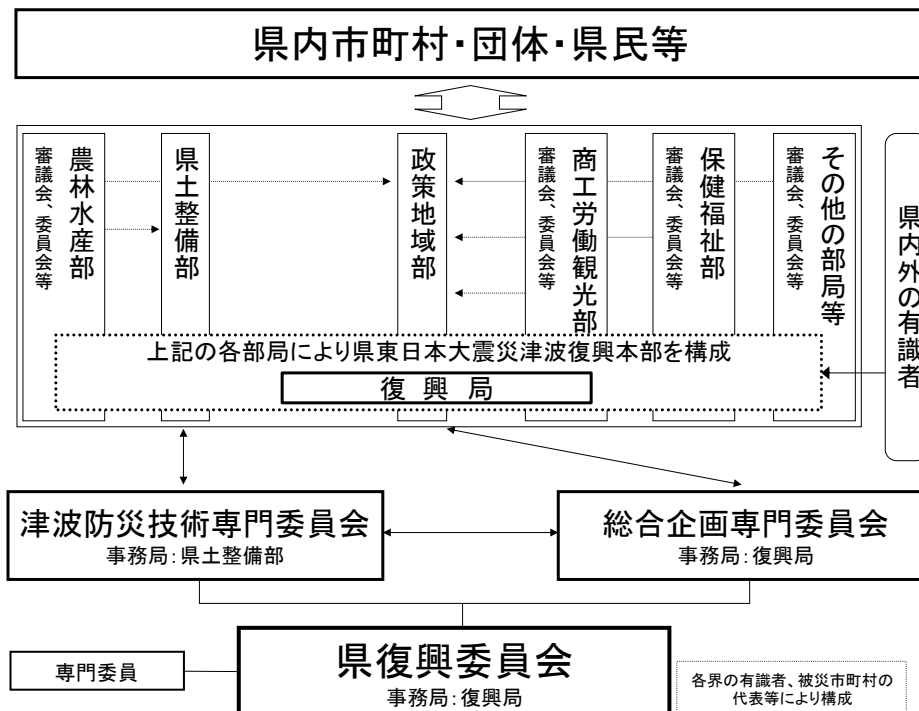 県内市町村・団体・県民等
農林水産部
審議会、委員会等
県土整備部
政策地域部
商工労働観光部
審議会、委員会等
保健福祉部
審議会、委員会等
その他の部局等
審議会、委員会等
県内外の有識者
上記の各部局により県東日本大震災津波復興本部を構成
復興局
津波防災技術専門委員会
事務局：県土整備部
総合企画専門委員会
事務局：復興局
県復興委員会
事務局：復興局
専門委員
各界の有識者、被災市町村の
代表等により構成